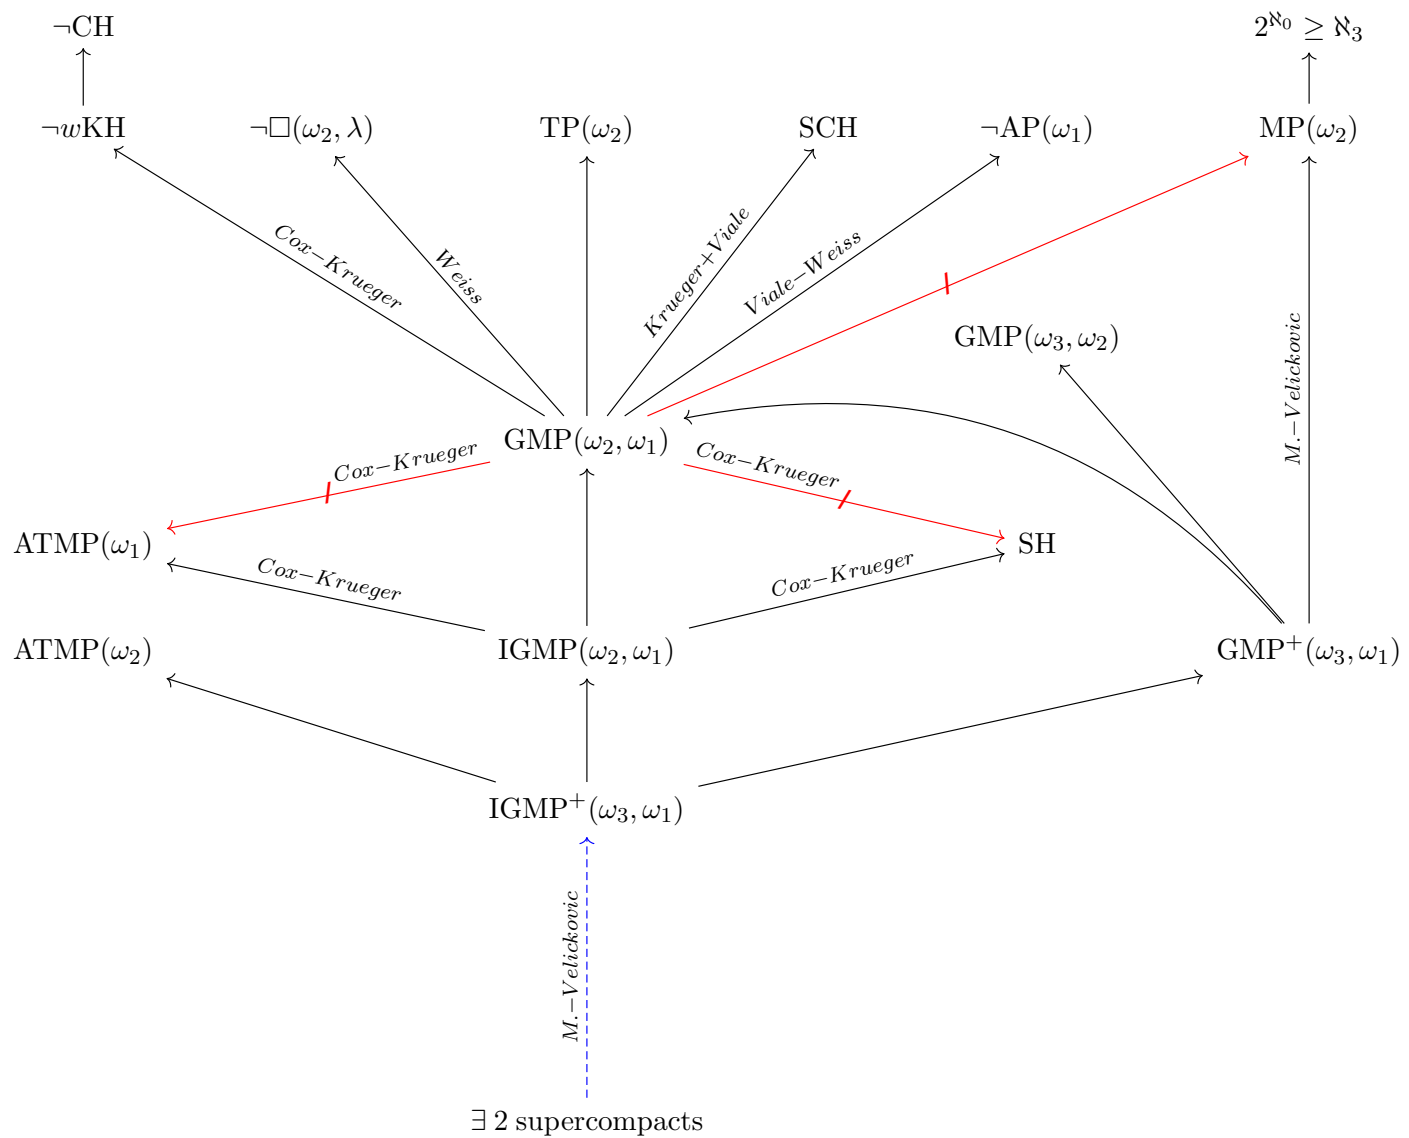 ¬CH
2^ℵ₀ ≥ ℵ₃
¬wKH
¬□(ω₂, λ)
TP(ω₂)
SCH
¬AP(ω₁)
MP(ω₂)
Cox−Krueger
Weiss
Krueger+Viale
Viale−Weiss
GMP(ω₃, ω₂)
M.−Velickovic
GMP(ω₂, ω₁)
Cox−Krueger
Cox−Krueger
ATMP(ω₁)
SH
Cox−Krueger
Cox−Krueger
ATMP(ω₂)
IGMP(ω₂, ω₁)
GMP⁺(ω₃, ω₁)
IGMP⁺(ω₃, ω₁)
M.−Velickovic
∃ 2 supercompacts